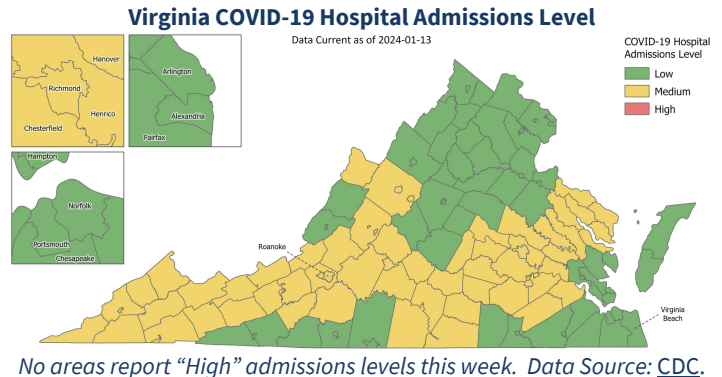 Virginia COVID-19 Hospital Admissions Level
Data Current as of 2024-01-13
COVID-19 Hospital
Admissions Level
Low
Medium
High
Hanover
Richmond
Henrico
Chesterfield
Arlington
Alexandria
Fairfax
Hampton
Norfolk
Portsmouth
Chesapeake
Roanoke
Virginia
Beach
No areas report “High” admissions levels this week. Data Source: CDC.